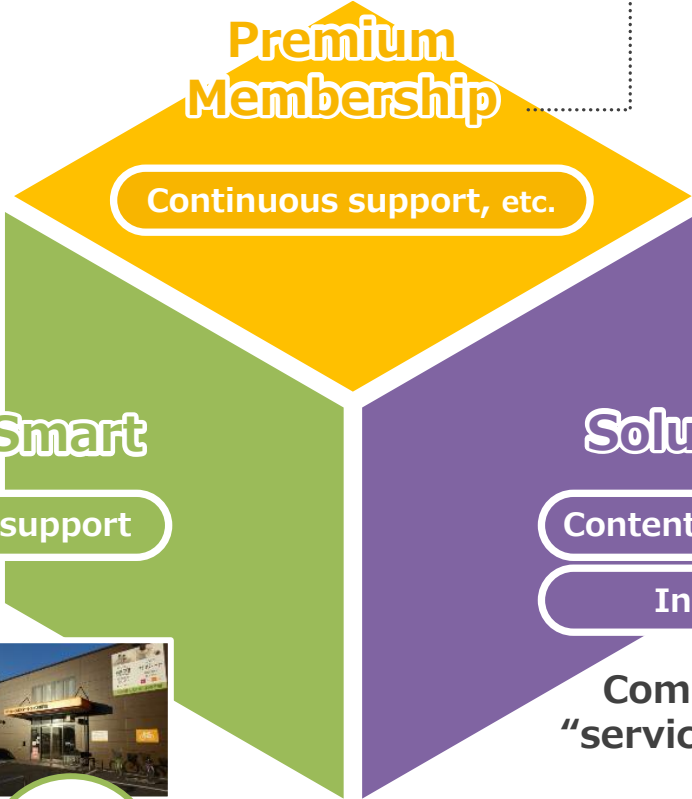 Premium
Membership
Continuous support, etc.
Smart
support
Solu
Content
In
Com
“servic